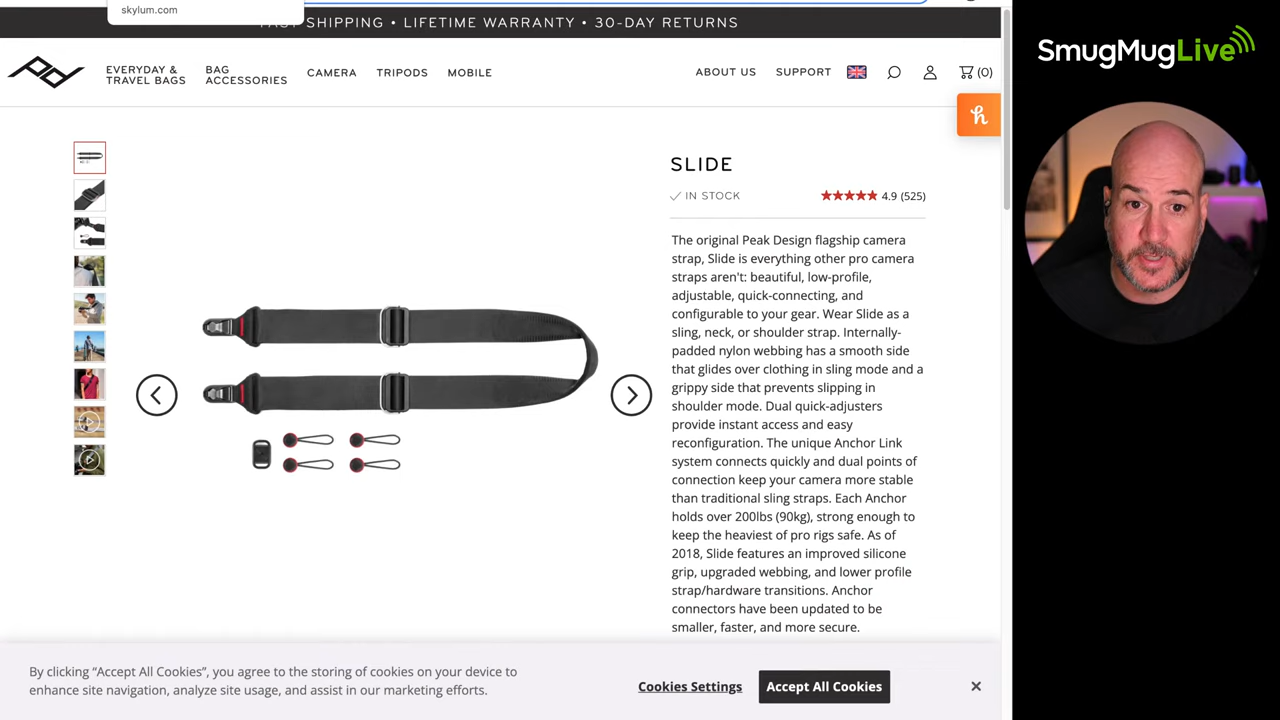 skylum.com
FAST SHIPPING • LIFETIME WARRANTY • 30-DAY RETURNS
EVERYDAY &
TRAVEL BAGS
BAG
ACCESSORIES
CAMERA
TRIPODS
MOBILE
ABOUT US
SUPPORT
(0)
SmugMugLive
h
SLIDE
IN STOCK
4.9 (525)
The original Peak Design flagship camera
strap, Slide is everything other pro camera
straps aren't: beautiful, low-profile,
adjustable, quick-connecting, and
configurable to your gear. Wear Slide as a
sling, neck, or shoulder strap. Internally-
padded nylon webbing has a smooth side
that glides over clothing in sling mode and a
grippy side that prevents slipping in
shoulder mode. Dual quick-adjusters
provide instant access and easy
reconfiguration. The unique Anchor Link
system connects quickly and dual points of
connection keep your camera more stable
than traditional sling straps. Each Anchor
holds over 200lbs (90kg), strong enough to
keep the heaviest of pro rigs safe. As of
2018, Slide features an improved silicone
grip, upgraded webbing, and lower profile
strap/hardware transitions. Anchor
connectors have been updated to be
smaller, faster, and more secure.
By clicking “Accept All Cookies”, you agree to the storing of cookies on your device to
enhance site navigation, analyze site usage, and assist in our marketing efforts.
Cookies Settings
Accept All Cookies